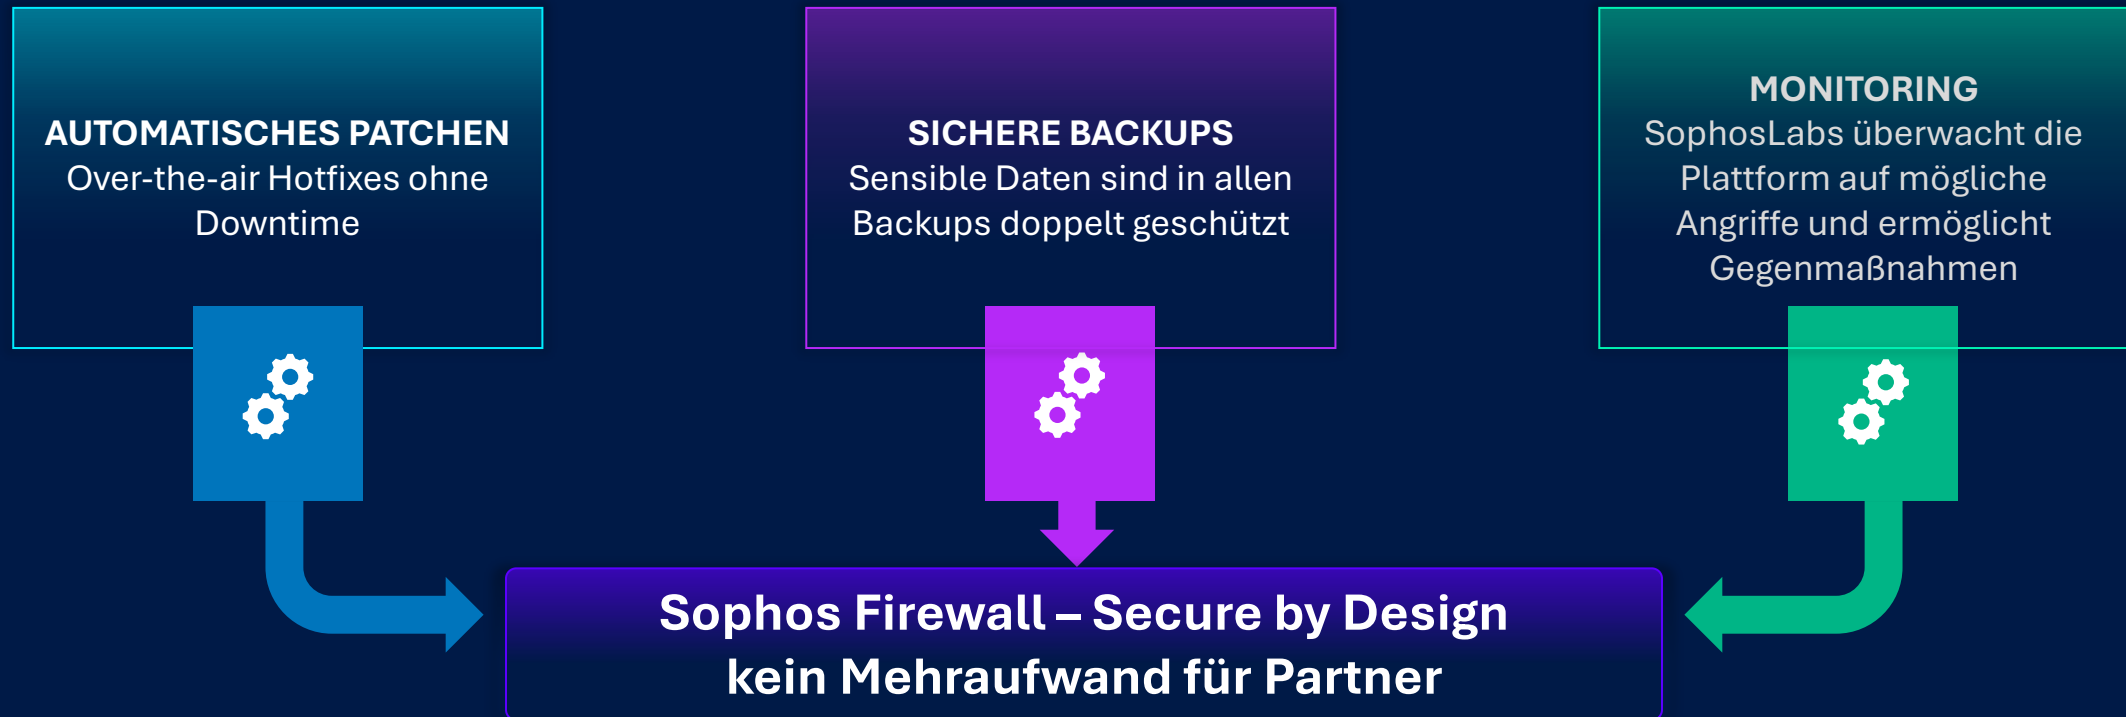 AUTOMATISCHES PATCHEN
Over-the-air Hotfixes ohne
Downtime
SICHERE BACKUPS
Sensible Daten sind in allen
Backups doppelt geschützt
MONITORING
SophosLabs überwacht die
Plattform auf mögliche
Angriffe und ermöglicht
Gegenmaßnahmen
Sophos Firewall – Secure by Design
kein Mehraufwand für Partner